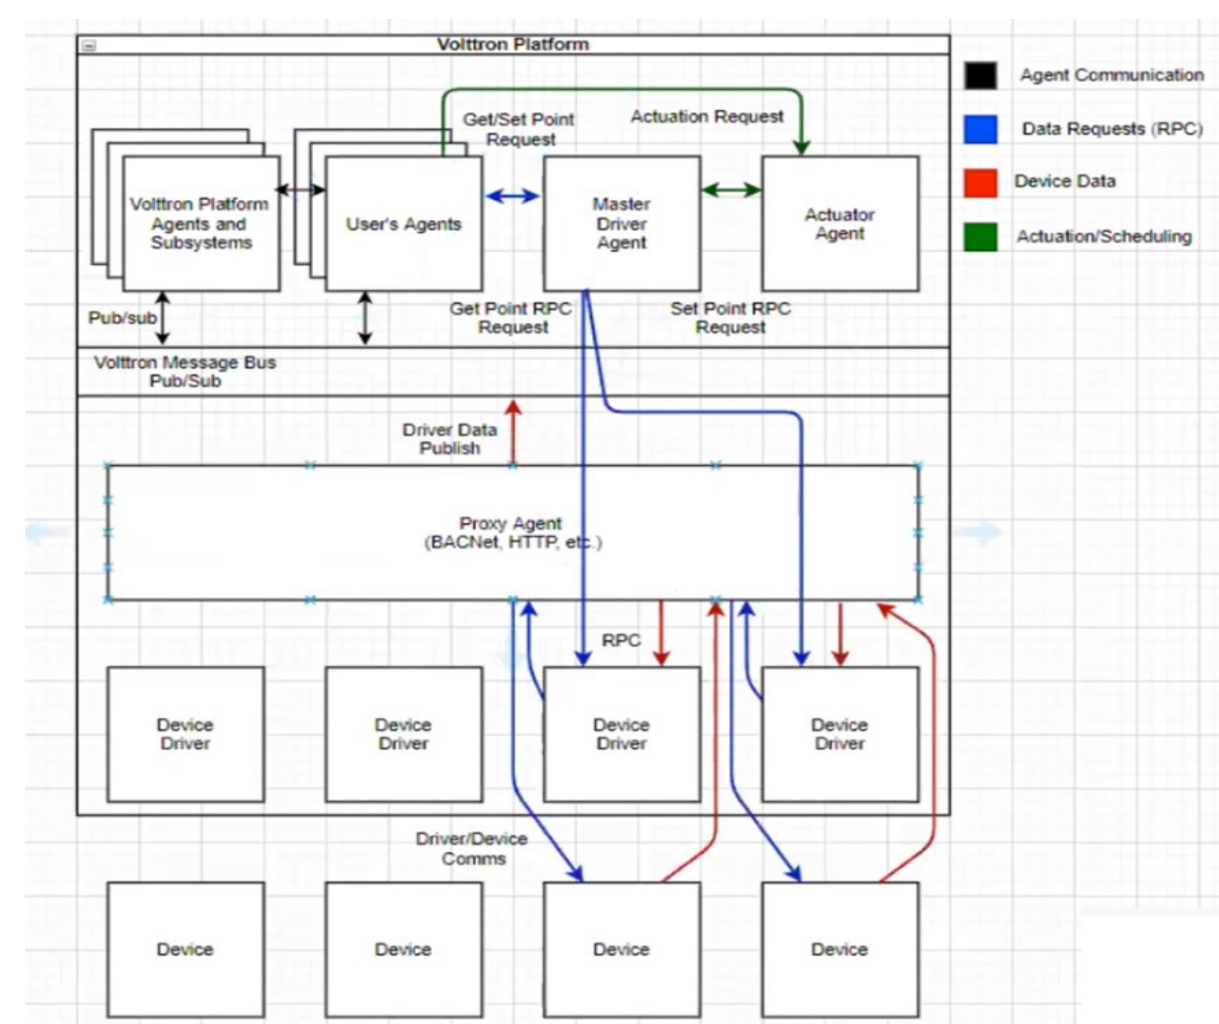 Volttron Platform
Agent Communication
Data Requests (RPC)
Device Data
Actuation/Scheduling
Get/Set Point
Request
Actuation Request
Volttron Platform
Agents and
Subsystems
User's Agents
Master
Driver
Agent
Actuator
Agent
Pub/sub
Get Point RPC
Request
Set Point RPC
Request
Volttron Message Bus
Pub/Sub
Driver Data
Publish
Proxy Agent
(BACNet, HTTP, etc.)
RPC
Device
Driver
Device
Driver
Device
Driver
Device
Driver
Driver/Device
Comms
Device
Device
Device
Device